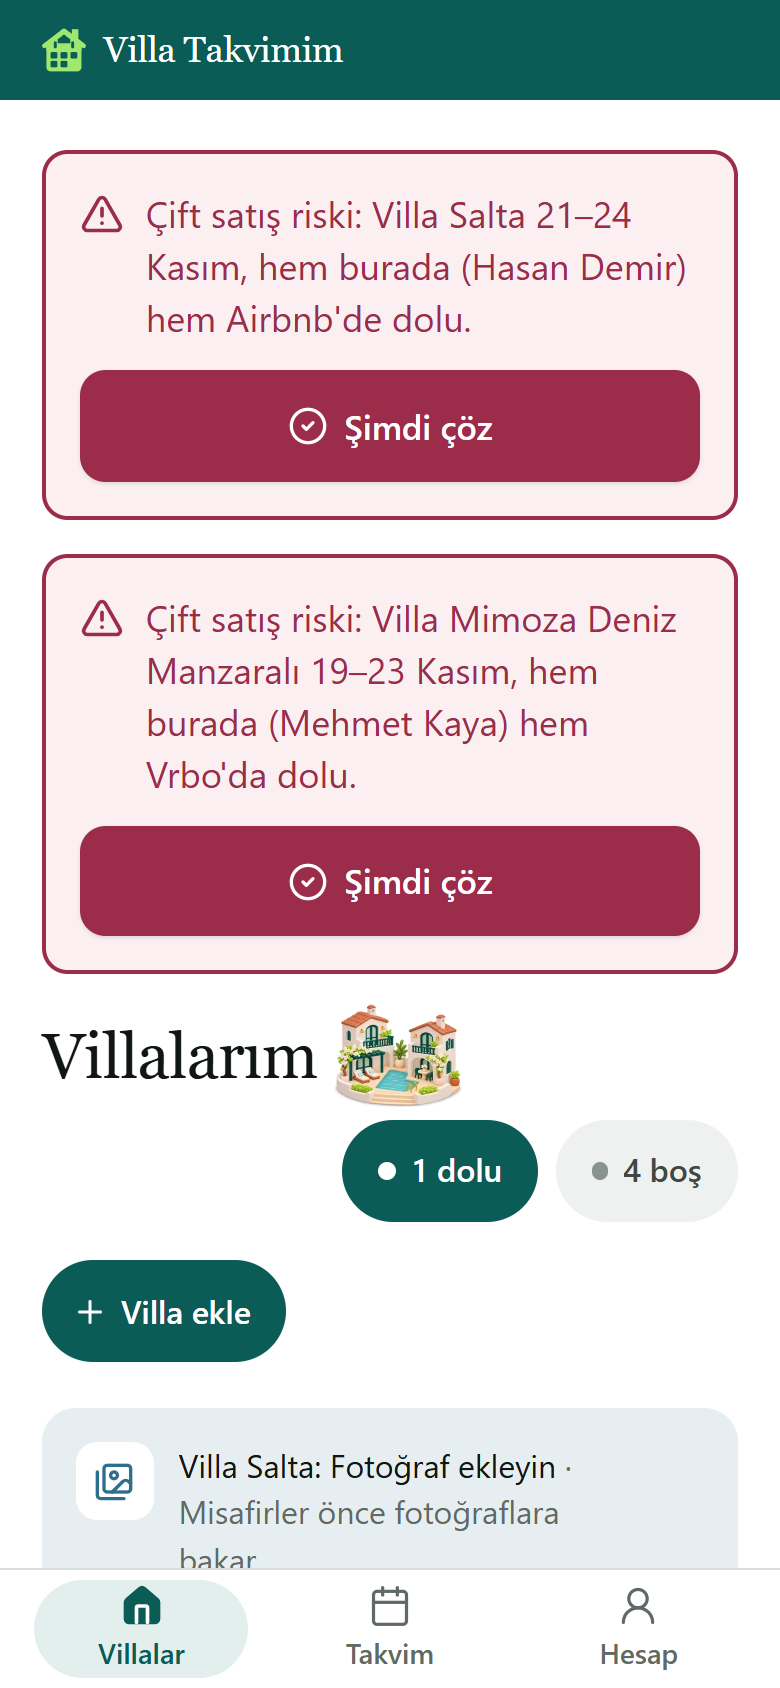 Villa Takvimim
Çift satış riski: Villa Salta 21–24
Kasım, hem burada (Hasan Demir)
hem Airbnb'de dolu.
Şimdi çöz
Çift satış riski: Villa Mimoza Deniz
Manzaralı 19–23 Kasım, hem
burada (Mehmet Kaya) hem
Vrbo'da dolu.
Şimdi çöz
Villalarım
1 dolu
4 boş
Villa ekle
Villa Salta: Fotoğraf ekleyin ·
Misafirler önce fotoğraflara
bakar
Villalar
Takvim
Hesap